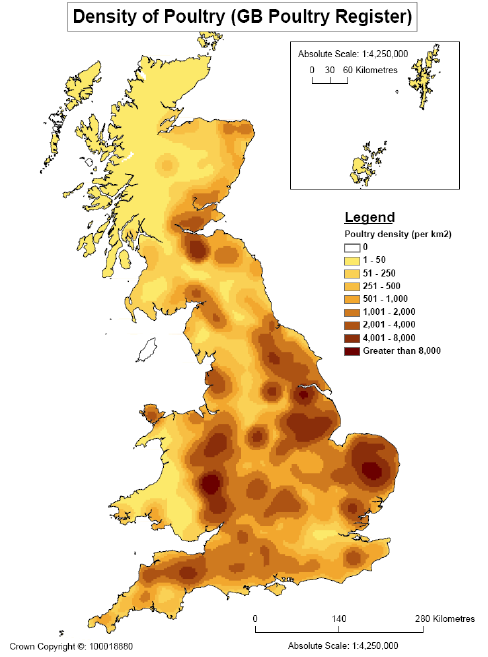 Density of Poultry (GB Poultry Register)
Absolute Scale: 1:4,250,000
0 30 60 Kilometres
Legend
Poultry density (per km2)
0
1 - 50
51 - 250
251 - 500
501 - 1,000
1,001 - 2,000
2,001 - 4,000
4,001 - 8,000
Greater than 8,000
0 140 280 Kilometres
Absolute Scale: 1:4,250,000
Crown Copyright ©: 100018880